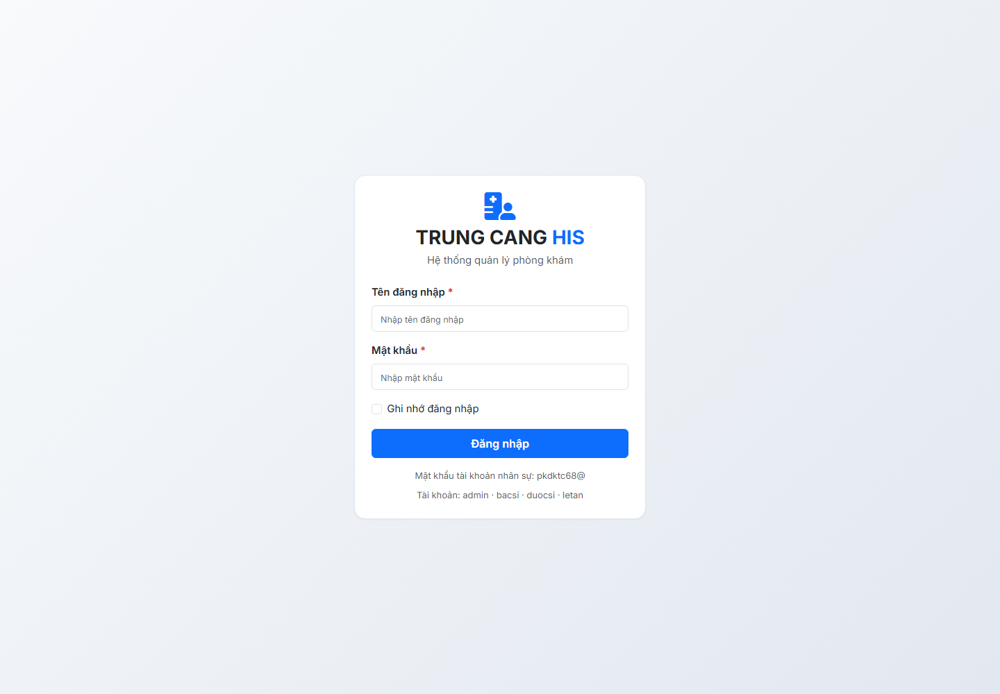 TRUNG CANG HIS
Hệ thống quản lý phòng khám
Tên đăng nhập *
Nhập tên đăng nhập
Mật khẩu *
Nhập mật khẩu
Ghi nhớ đăng nhập
Đăng nhập
Mật khẩu tài khoản nhân sự: pkdktc68@
Tài khoản: admin · bacsi · duocsi · letan